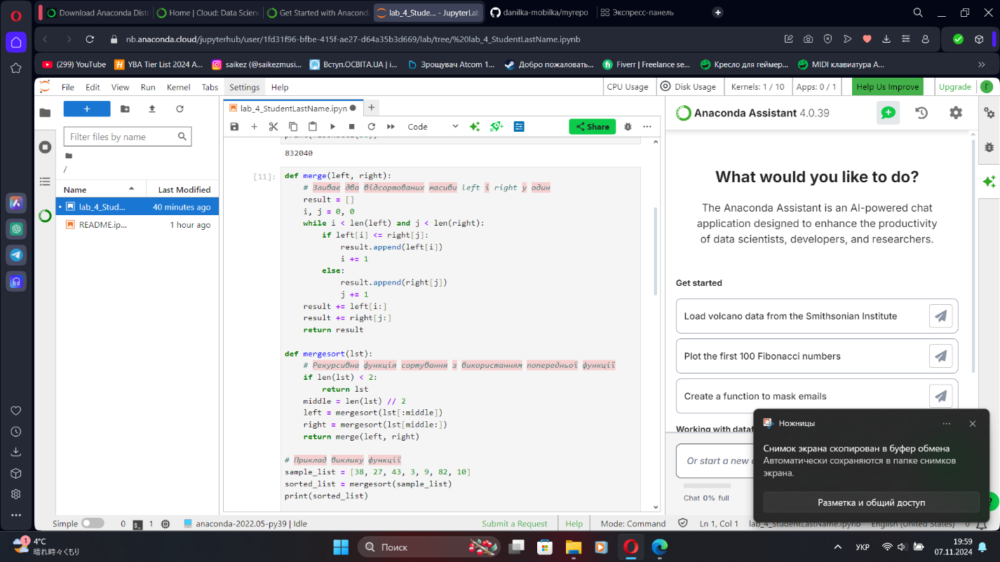 Download Anaconda Dist
Home | Cloud: Data Scien
Get Started with Anacond
lab_4_Stude... - JupyterLab
danilka-mobilka/myrepo
Экспресс-панель
nb.anaconda.cloud/jupyterhub/user/1fd31f96-bfbe-415f-ae27-d64a35b3d669/lab/tree/%20lab_4_StudentLastName.ipynb
(299) YouTube
YBA Tier List 2024 A...
saikez (@saikezmusi...
Вступ.ОСВІТА.UA | і...
Зрощувач Atcom 1...
Добро пожаловать...
Fiverr | Freelance se...
Кресло для геймер...
MIDI клавиатура A...
File Edit View Run Kernel Tabs Settings Help
CPU Usage
Disk Usage
Kernels: 1 / 10
Apps: 0 / 1
Help Us Improve
Upgrade
Filter files by name
/
Name Last Modified
lab_4_Stud... 40 minutes ago
README.ip... 1 hour ago
lab_4_StudentLastName.ipyn
Code
Share
832040
[11]:
def merge(left, right):
    # Зливає два відсортованих масиви left і right у один
    result = []
    i, j = 0, 0
    while i < len(left) and j < len(right):
        if left[i] <= right[j]:
            result.append(left[i])
            i += 1
        else:
            result.append(right[j])
            j += 1
    result += left[i:]
    result += right[j:]
    return result
def mergesort(lst):
    # Рекурсивна функція сортування з використанням попередньої функції
    if len(lst) < 2:
        return lst
    middle = len(lst) // 2
    left = mergesort(lst[:middle])
    right = mergesort(lst[middle:])
    return merge(left, right)
# Приклад виклику функції
sample_list = [38, 27, 43, 3, 9, 82, 10]
sorted_list = mergesort(sample_list)
print(sorted_list)
Anaconda Assistant 4.0.39
What would you like to do?
The Anaconda Assistant is an AI-powered chat
application designed to enhance the productivity
of data scientists, developers, and researchers.
Get started
Load volcano data from the Smithsonian Institute
Plot the first 100 Fibonacci numbers
Create a function to mask emails
Working with dataf
Or start a new
Chat 0% full
Ножницы
Снимок экрана скопирован в буфер обмена
Автоматически сохраняются в папке снимков
экрана.
Разметка и общий доступ
Simple
0
1
anaconda-2022.05-py39 | Idle
Submit a Request
Help
Mode: Command
Ln 1, Col 1
lab_4_StudentLastName.ipynb
English (United States)
0
1
4°C
晴れ時々くもり
Поиск
УКР
19:59
07.11.2024